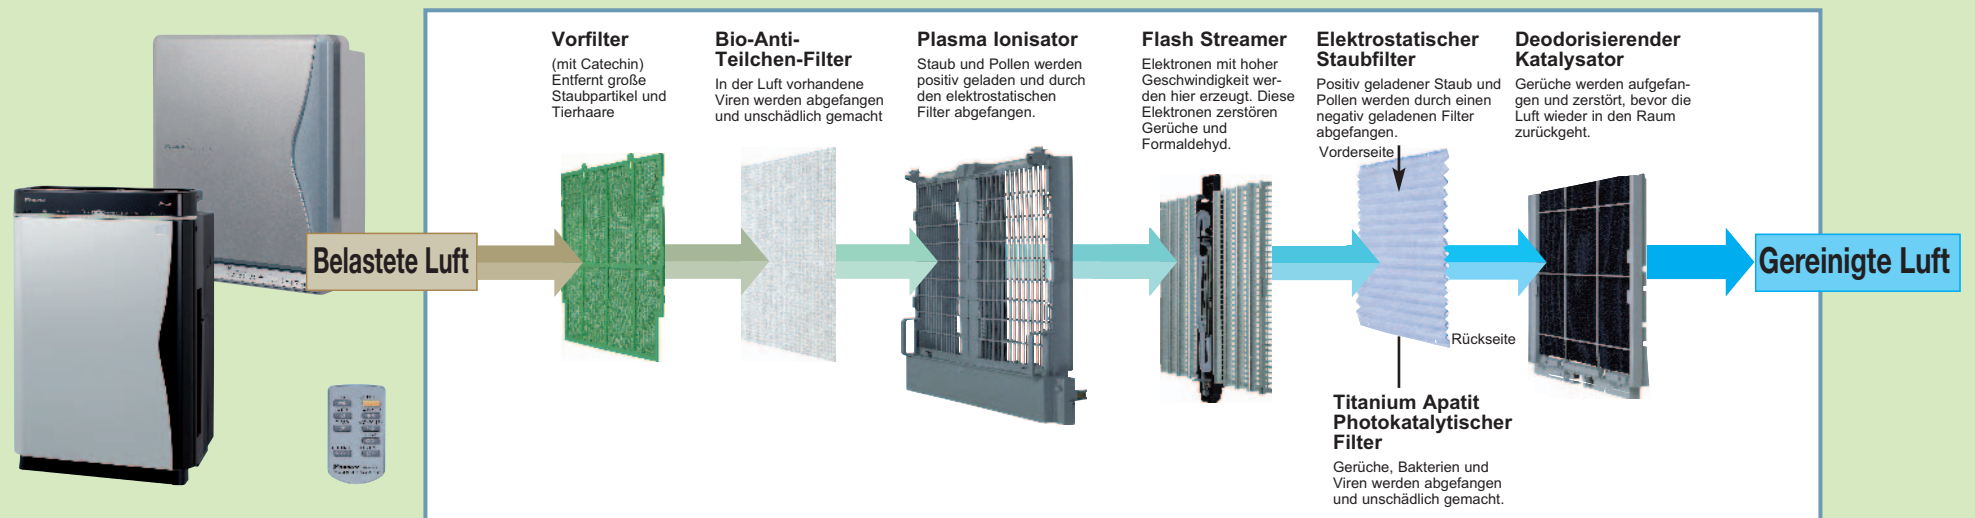 Vorfilter
(mit Catechin)
Entfernt große
Staubpartikel und
Tierhaare
Bio-Anti-
Teilchen-Filter
In der Luft vorhandene
Viren werden abgefangen
und unschädlich gemacht
Plasma Ionisator
Staub und Pollen werden
positiv geladen und durch
den elektrostatischen
Filter abgefangen.
Flash Streamer
Elektronen mit hoher
Geschwindigkeit wer-
den hier erzeugt. Diese
Elektronen zerstören
Gerüche und
Formaldehyd.
Elektrostatischer
Staubfilter
Positiv geladener Staub und
Pollen werden durch einen
negativ geladenen Filter
abgefangen.
Vorderseite
Deodorisierender
Katalysator
Gerüche werden aufgefan-
gen und zerstört, bevor die
Luft wieder in den Raum
zurückgeht.
Belastete Luft
Gereinigte Luft
Rückseite
Titanium Apatit
Photokatalytischer
Filter
Gerüche, Bakterien und
Viren werden abgefangen
und unschädlich gemacht.